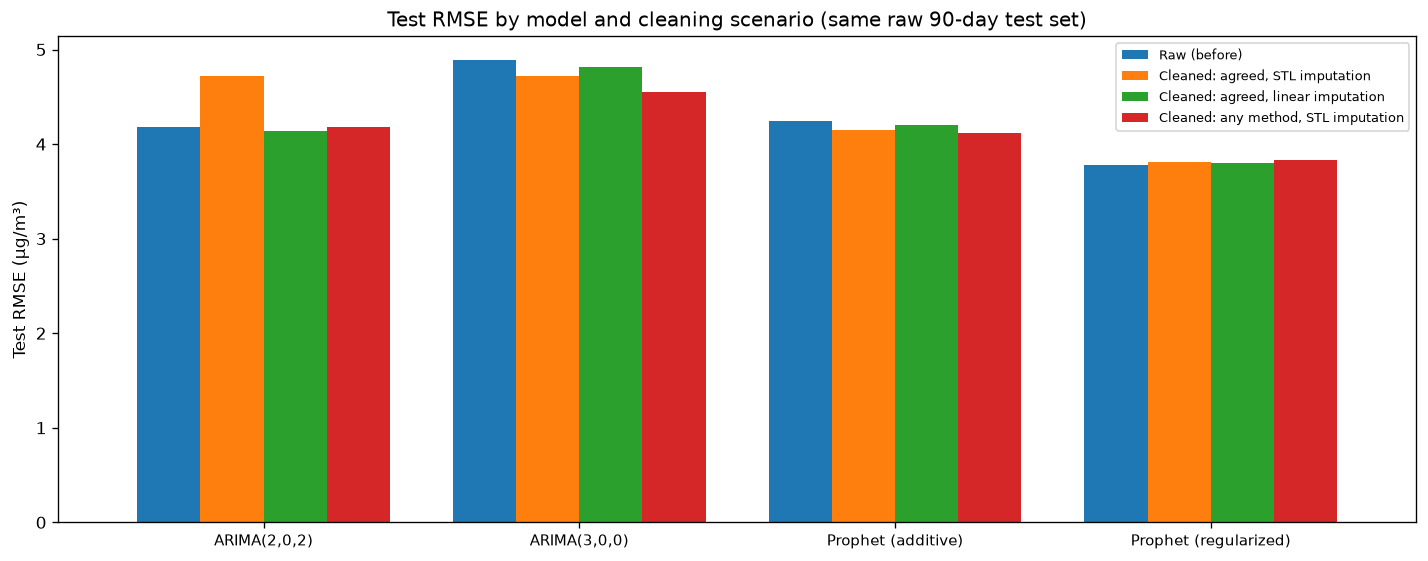 Test RMSE by model and cleaning scenario (same raw 90-day test set)
Raw (before)
Cleaned: agreed, STL imputation
Cleaned: agreed, linear imputation
Cleaned: any method, STL imputation
Test RMSE (µg/m³)
5
4
3
2
1
0
ARIMA(2,0,2)
ARIMA(3,0,0)
Prophet (additive)
Prophet (regularized)